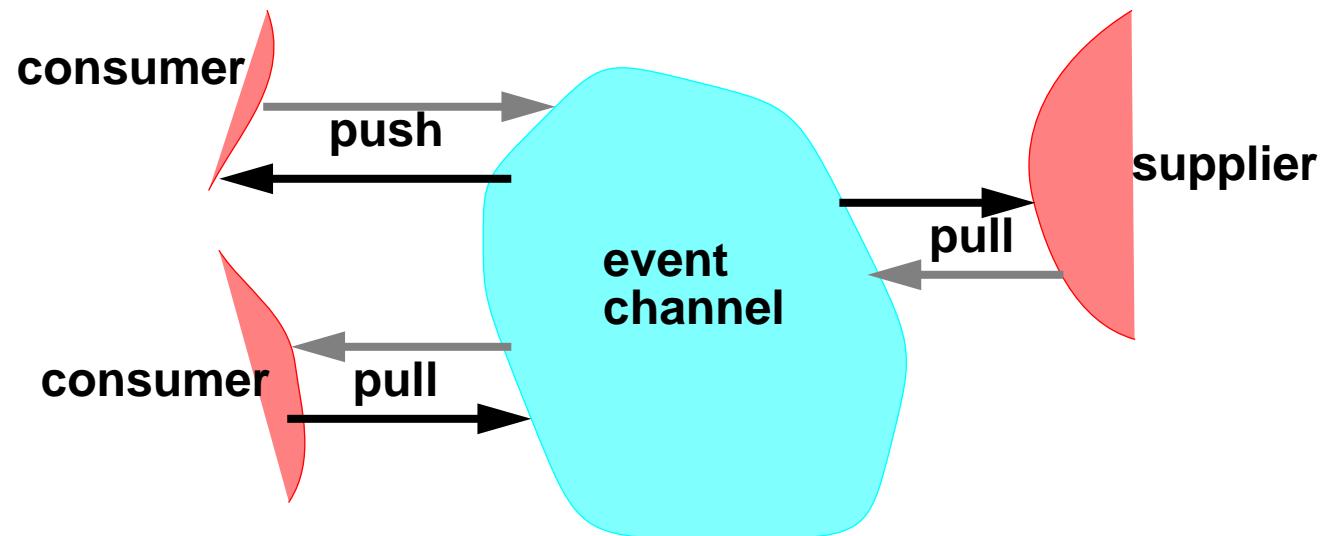 consumer
push
supplier
pull
event
channel
consumer
pull